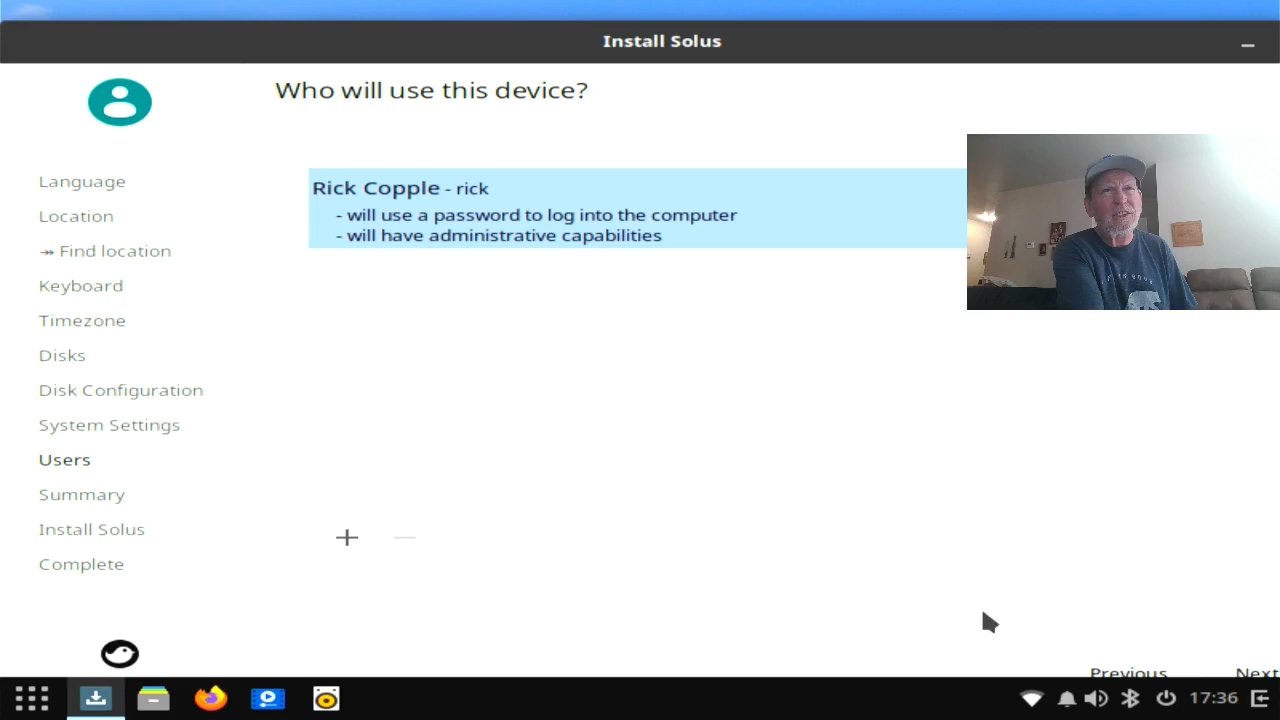 Install Solus
Who will use this device?
Language
Location
↠ Find location
Keyboard
Timezone
Disks
Disk Configuration
System Settings
Users
Summary
Install Solus
Complete
Rick Copple - rick
- will use a password to log into the computer
- will have administrative capabilities
Previous
Next
17:36